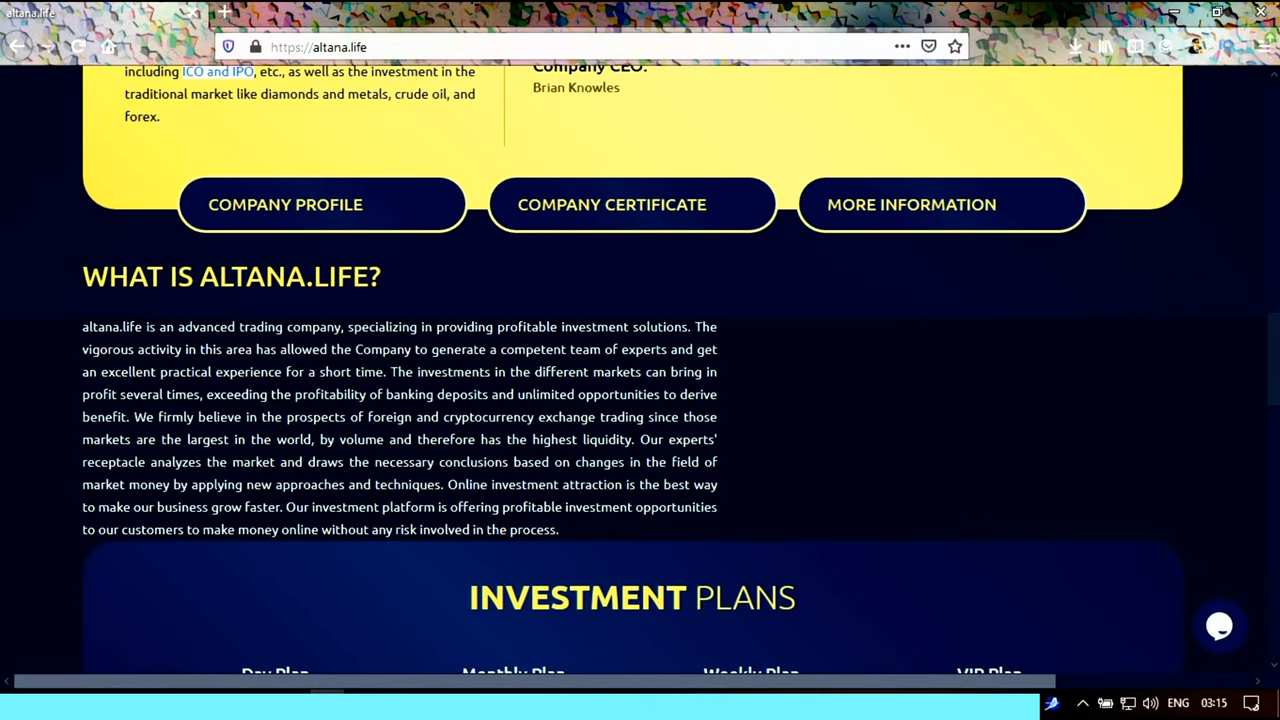 altana.life
https://altana.life
including ICO and IPO, etc., as well as the investment in the
traditional market like diamonds and metals, crude oil, and
forex.
Company CEO:
Brian Knowles
COMPANY PROFILE
COMPANY CERTIFICATE
MORE INFORMATION
WHAT IS ALTANA.LIFE?
altana.life is an advanced trading company, specializing in providing profitable investment solutions. The
vigorous activity in this area has allowed the Company to generate a competent team of experts and get
an excellent practical experience for a short time. The investments in the different markets can bring in
profit several times, exceeding the profitability of banking deposits and unlimited opportunities to derive
benefit. We firmly believe in the prospects of foreign and cryptocurrency exchange trading since those
markets are the largest in the world, by volume and therefore has the highest liquidity. Our experts'
receptacle analyzes the market and draws the necessary conclusions based on changes in the field of
market money by applying new approaches and techniques. Online investment attraction is the best way
to make our business grow faster. Our investment platform is offering profitable investment opportunities
to our customers to make money online without any risk involved in the process.
INVESTMENT PLANS
Day Plan
Monthly Plan
Weekly Plan
VIP Plan
ENG
03:15